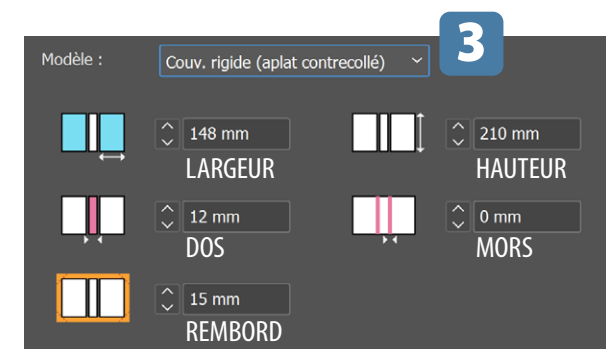 3
Modèle : Couv. rigide (aplat contrecollé)
148 mm 210 mm
LARGEUR HAUTEUR
12 mm 0 mm
DOS MORS
15 mm
REMBORD